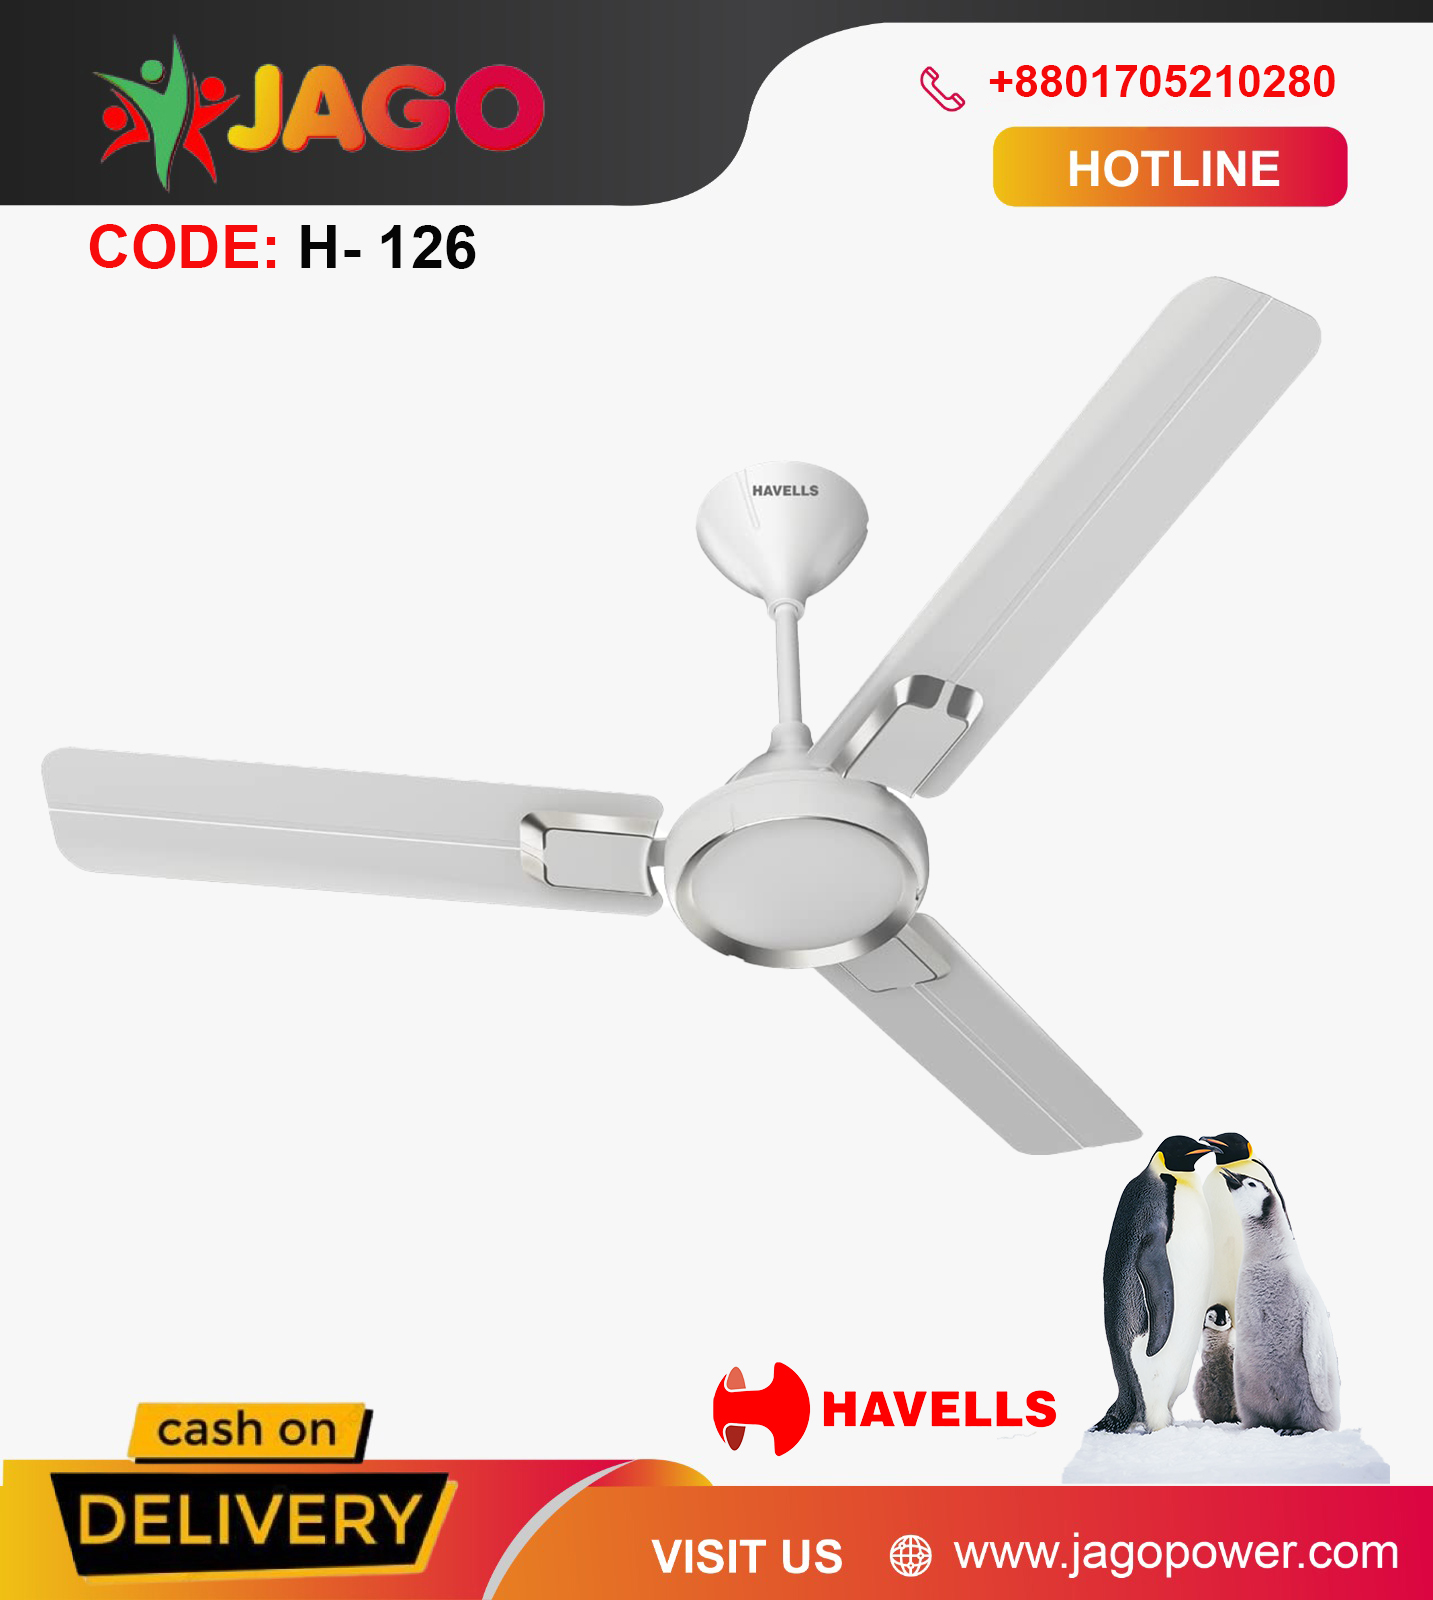 JAGO
+8801705210280
HOTLINE
CODE: H- 126
HAVELLS
HAVELLS
cash on
DELIVERY
VISIT US
www.jagopower.com